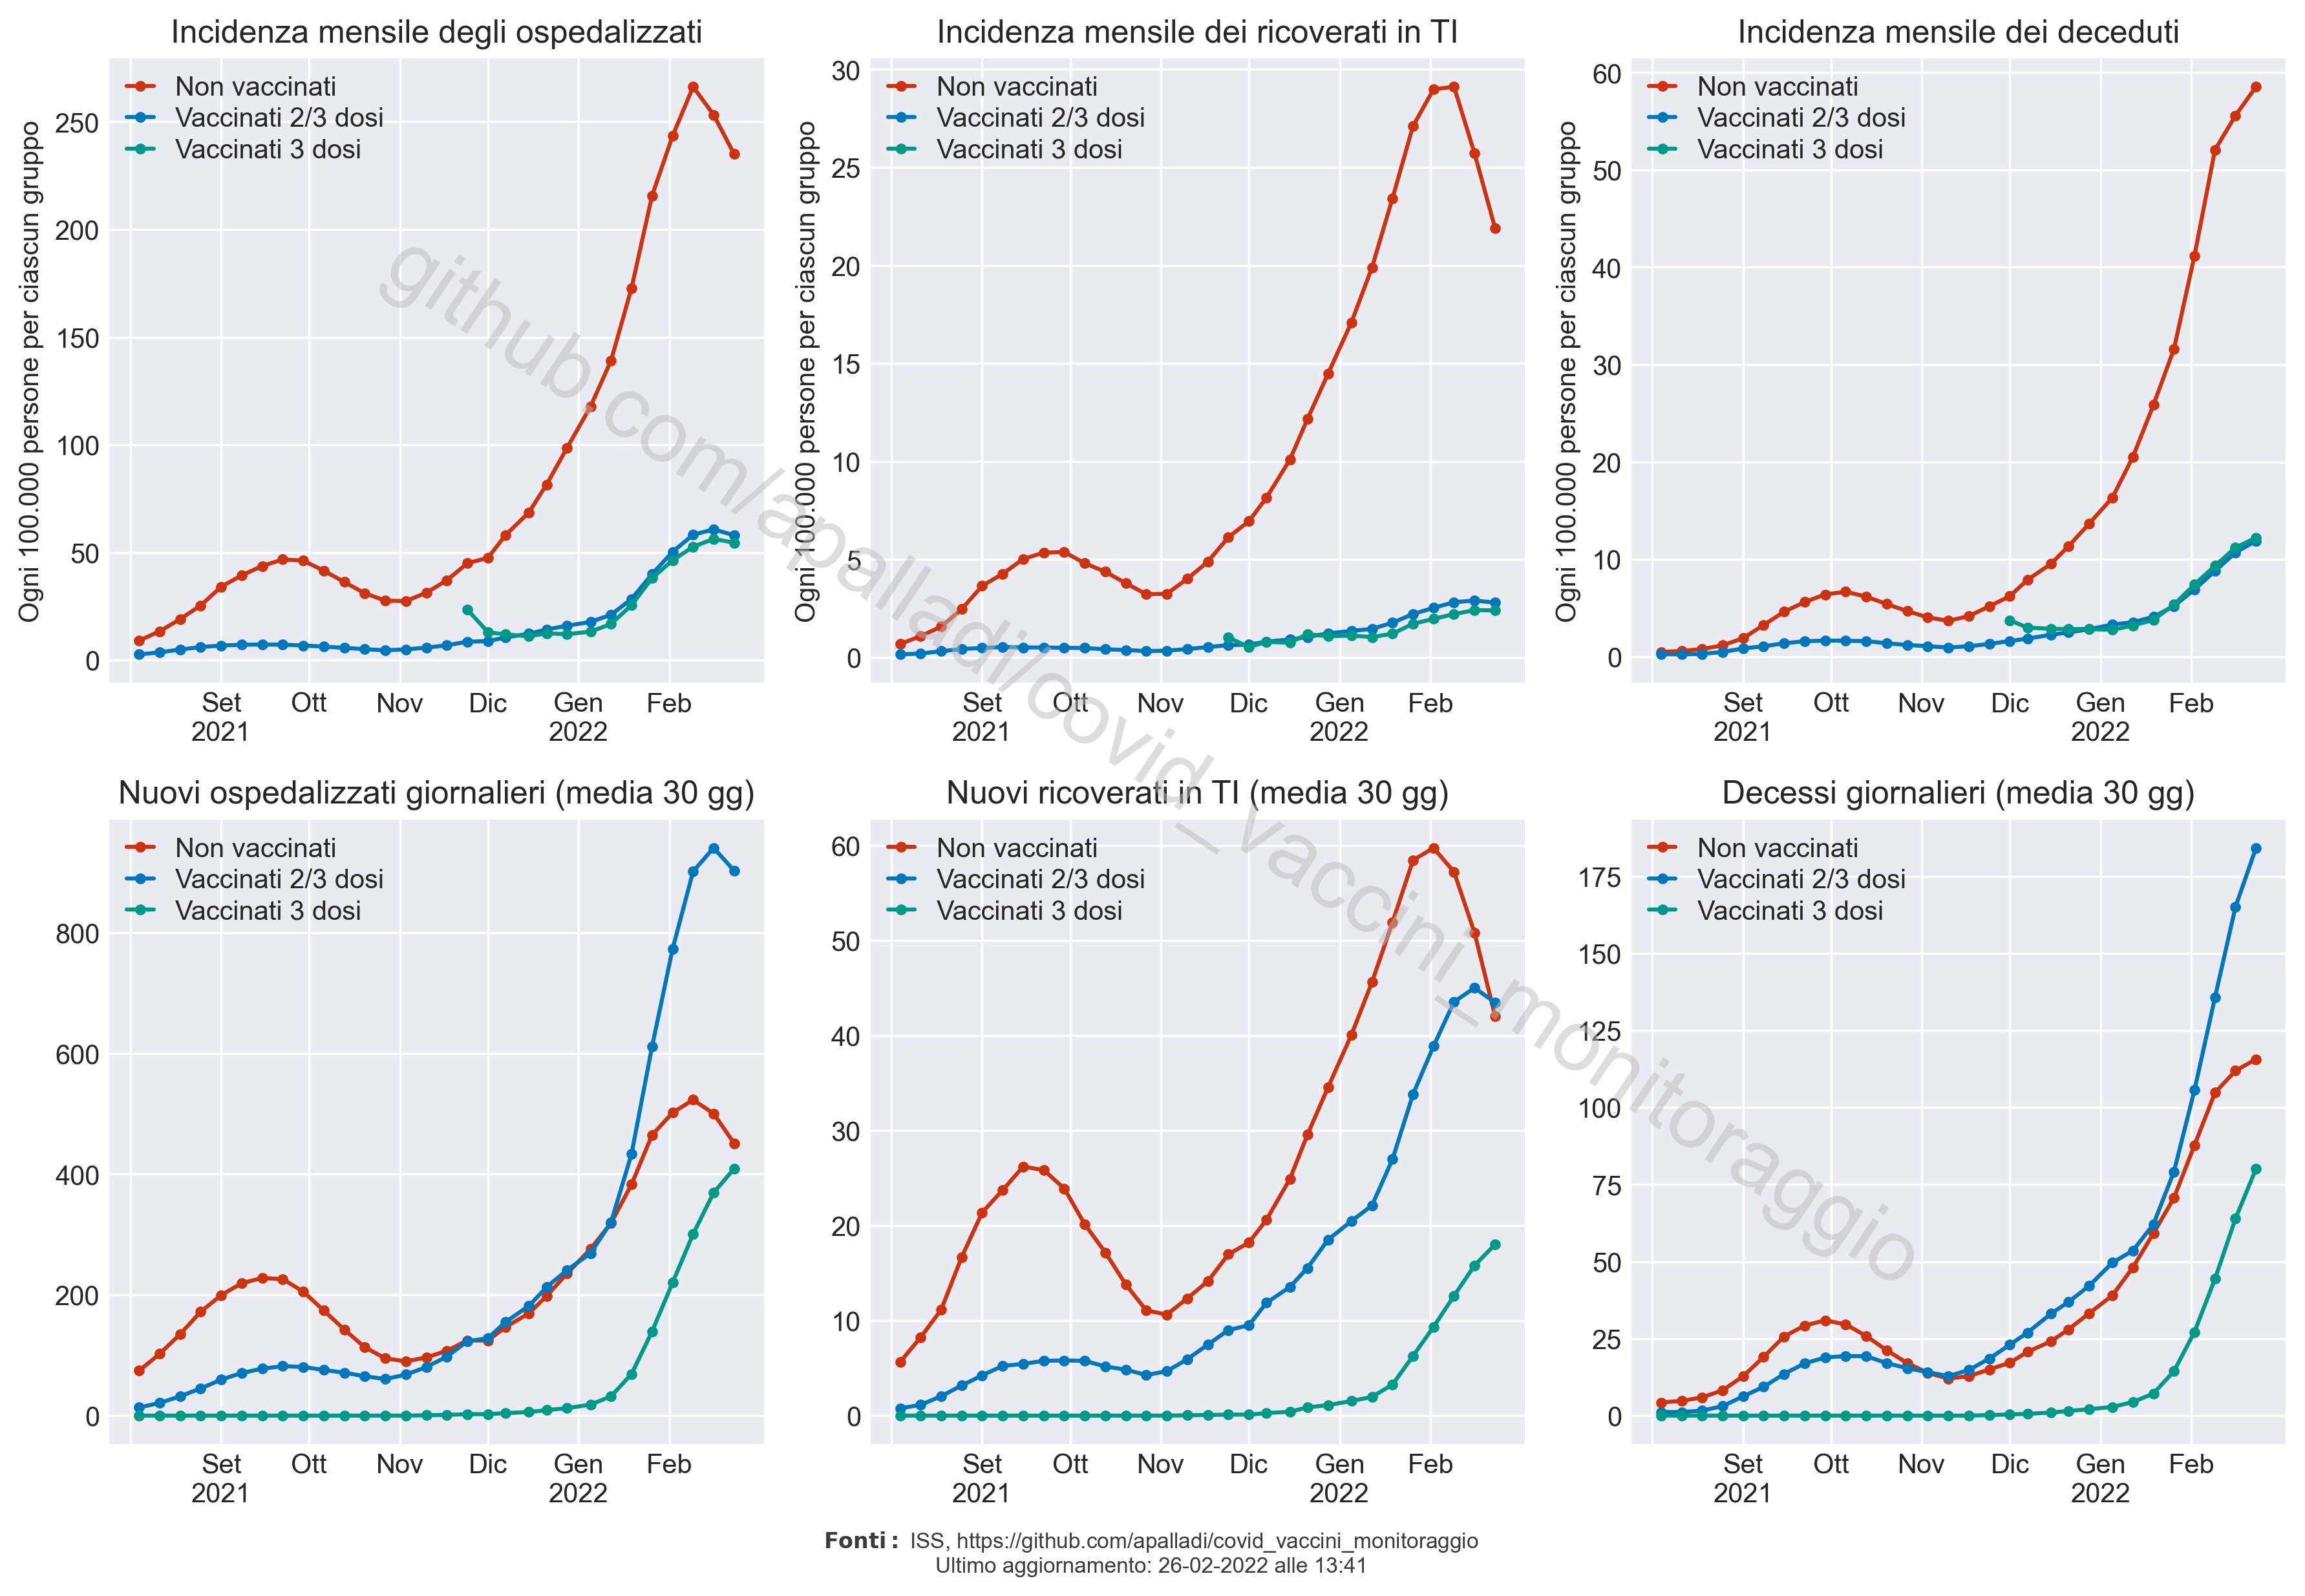 Incidenza mensile degli ospedalizzati
Ogni 100.000 persone per ciascun gruppo
250
200
150
100
50
0
Non vaccinati
Vaccinati 2/3 dosi
Vaccinati 3 dosi
Set
2021
Ott
Nov
Dic
Gen
2022
Feb
Incidenza mensile dei ricoverati in TI
Ogni 100.000 persone per ciascun gruppo
30
25
20
15
10
5
0
Non vaccinati
Vaccinati 2/3 dosi
Vaccinati 3 dosi
Set
2021
Ott
Nov
Dic
Gen
2022
Feb
Incidenza mensile dei deceduti
Ogni 100.000 persone per ciascun gruppo
60
50
40
30
20
10
0
Non vaccinati
Vaccinati 2/3 dosi
Vaccinati 3 dosi
Set
2021
Ott
Nov
Dic
Gen
2022
Feb
Nuovi ospedalizzati giornalieri (media 30 gg)
800
600
400
200
0
Non vaccinati
Vaccinati 2/3 dosi
Vaccinati 3 dosi
Set
2021
Ott
Nov
Dic
Gen
2022
Feb
Nuovi ricoverati in TI (media 30 gg)
60
50
40
30
20
10
0
Non vaccinati
Vaccinati 2/3 dosi
Vaccinati 3 dosi
Set
2021
Ott
Nov
Dic
Gen
2022
Feb
Decessi giornalieri (media 30 gg)
175
150
125
100
75
50
25
0
Non vaccinati
Vaccinati 2/3 dosi
Vaccinati 3 dosi
Set
2021
Ott
Nov
Dic
Gen
2022
Feb
github.com/apalladi/covid_vaccini_monitoraggio
Fonti: ISS, https://github.com/apalladi/covid_vaccini_monitoraggio
Ultimo aggiornamento: 26-02-2022 alle 13:41